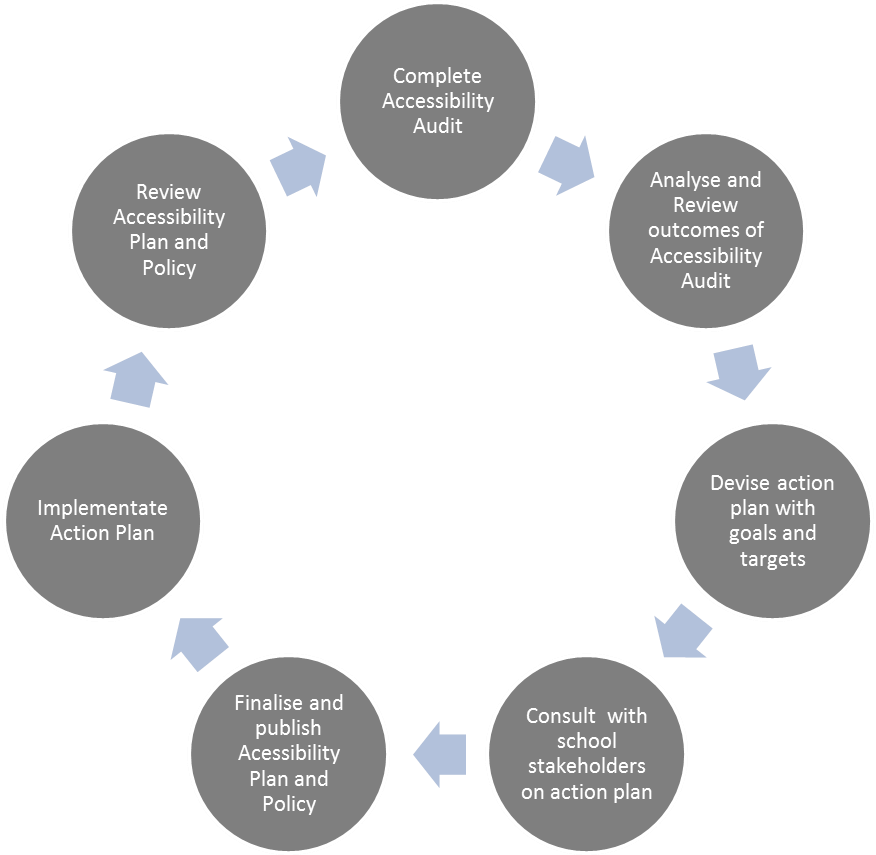 Complete
Accessibility
Audit
Analyse and
Review
outcomes of
Accessibility
Audit
Devise action
plan with
goals and
targets
Consult with
school
stakeholders
on action plan
Finalise and
publish
Acessibility
Plan and
Policy
Implementate
Action Plan
Review
Accessibility
Plan and
Policy